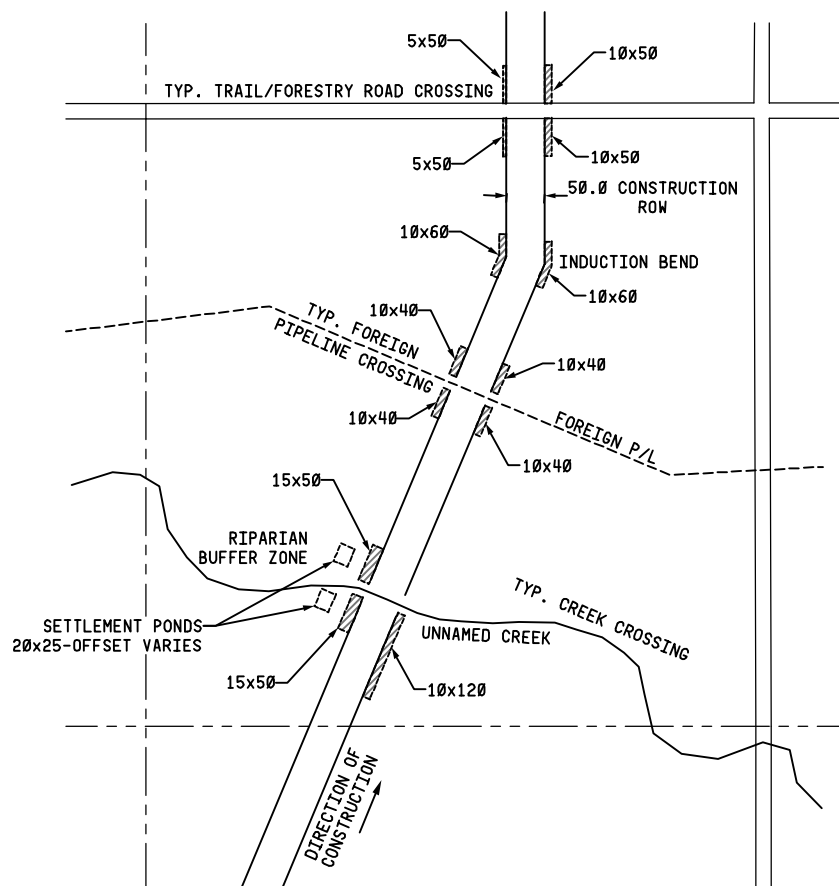 5x50
10x50
TYP. TRAIL/FORESTRY ROAD CROSSING
5x50
10x50
50.0 CONSTRUCTION
ROW
10x60
INDUCTION BEND
10x60
10x40
TYP. FOREIGN
PIPELINE CROSSING
10x40
10x40
FOREIGN P/L
10x40
15x50
RIPARIAN
BUFFER ZONE
TYP. CREEK CROSSING
SETTLEMENT PONDS
20x25-OFFSET VARIES
UNNAMED CREEK
15x50
10x120
DIRECTION OF
CONSTRUCTION